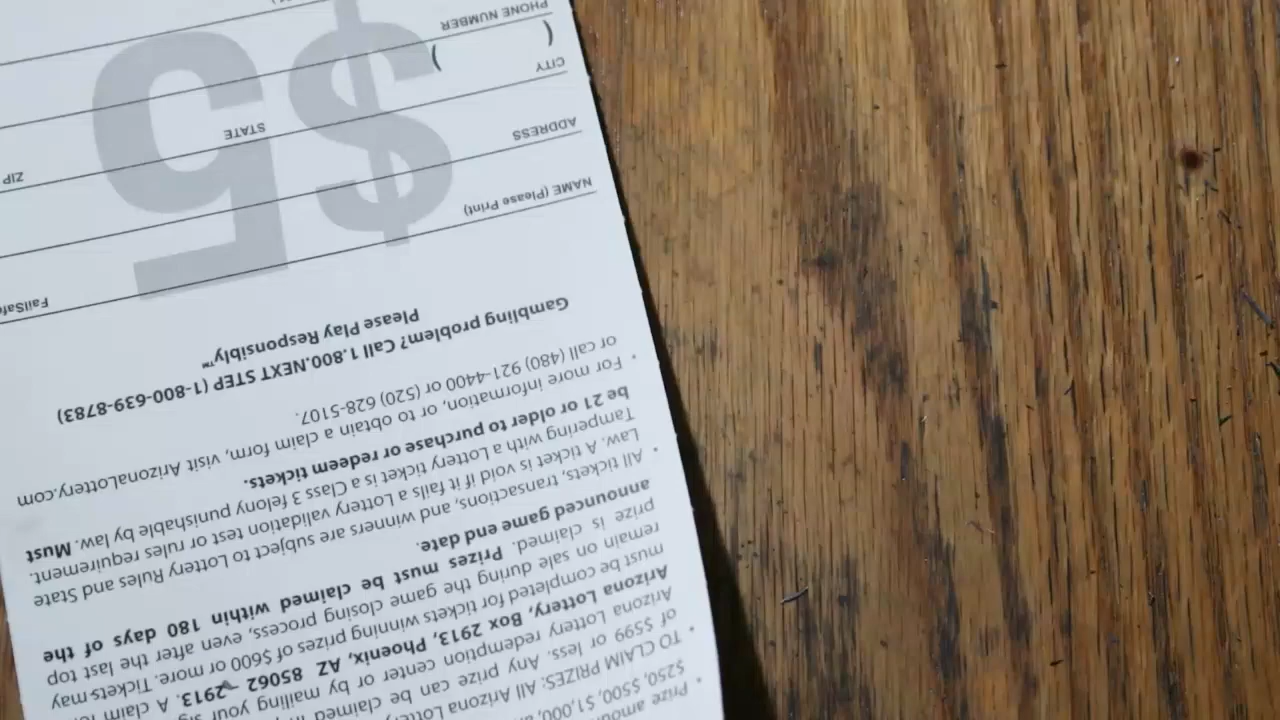 • Prize
$250, $500, $1,000,
• TO CLAIM PRIZES: All Arizona
of $599 or less. Any prize can be claimed
Arizona Lottery redemption center or by mailing your
Arizona Lottery, Box 2913, Phoenix, AZ 85062-2913. A claim
must be completed for tickets winning prizes of $600 or more. Tickets may
remain on sale during the game closing process, even after the last top
prize is claimed. Prizes must be claimed within 180 days of the
announced game end date.
• All tickets, transactions, and winners are subject to Lottery Rules and State
Law. A ticket is void if it fails a Lottery validation test or rules requirement.
Tampering with a Lottery ticket is a Class 3 felony punishable by law. Must
be 21 or older to purchase or redeem tickets.
• For more information, or to obtain a claim form, visit ArizonaLottery.com
or call (480) 921-4400 or (520) 628-5107.
Gambling problem? Call 1.800.NEXT STEP (1-800-639-8783)
Please Play Responsibly™
FailSafe
$5
NAME (Please Print)
ADDRESS
CITY STATE ZIP
( )
PHONE NUMBER